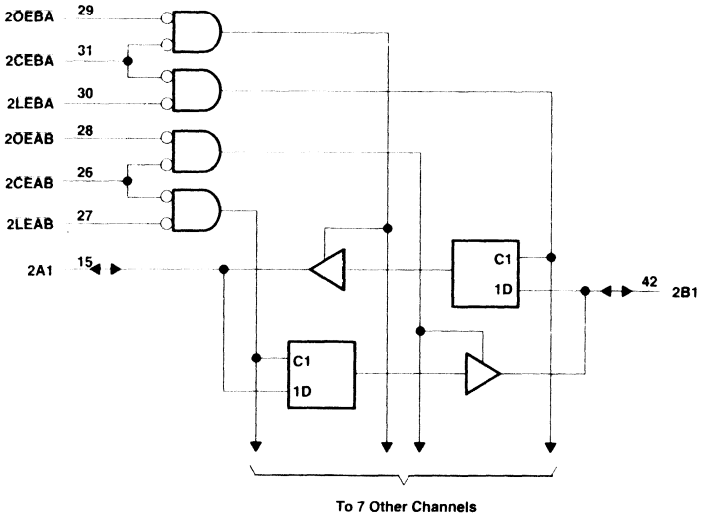 2OEBA 29
2CEBA 31
2LEBA 30
2OEAB 28
2CEAB 26
2LEAB 27
2A1 15
C1
1D
42 2B1
C1
1D
To 7 Other Channels